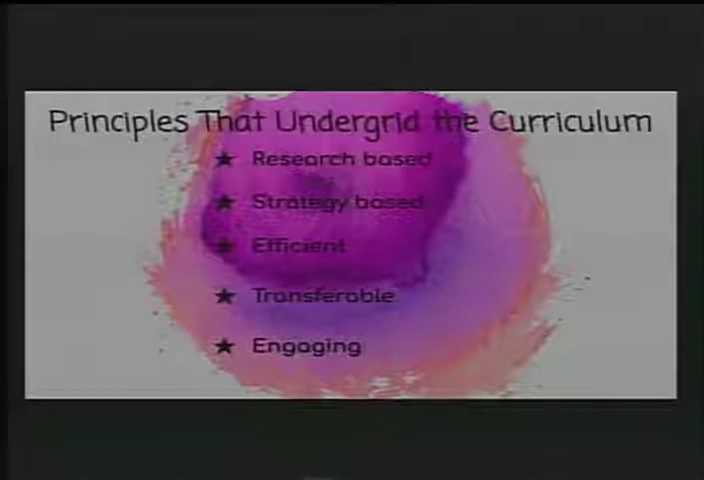 Principles That Undergrid the Curriculum
★ Research based
★ Strategy based
★ Efficient
★ Transferable
★ Engaging